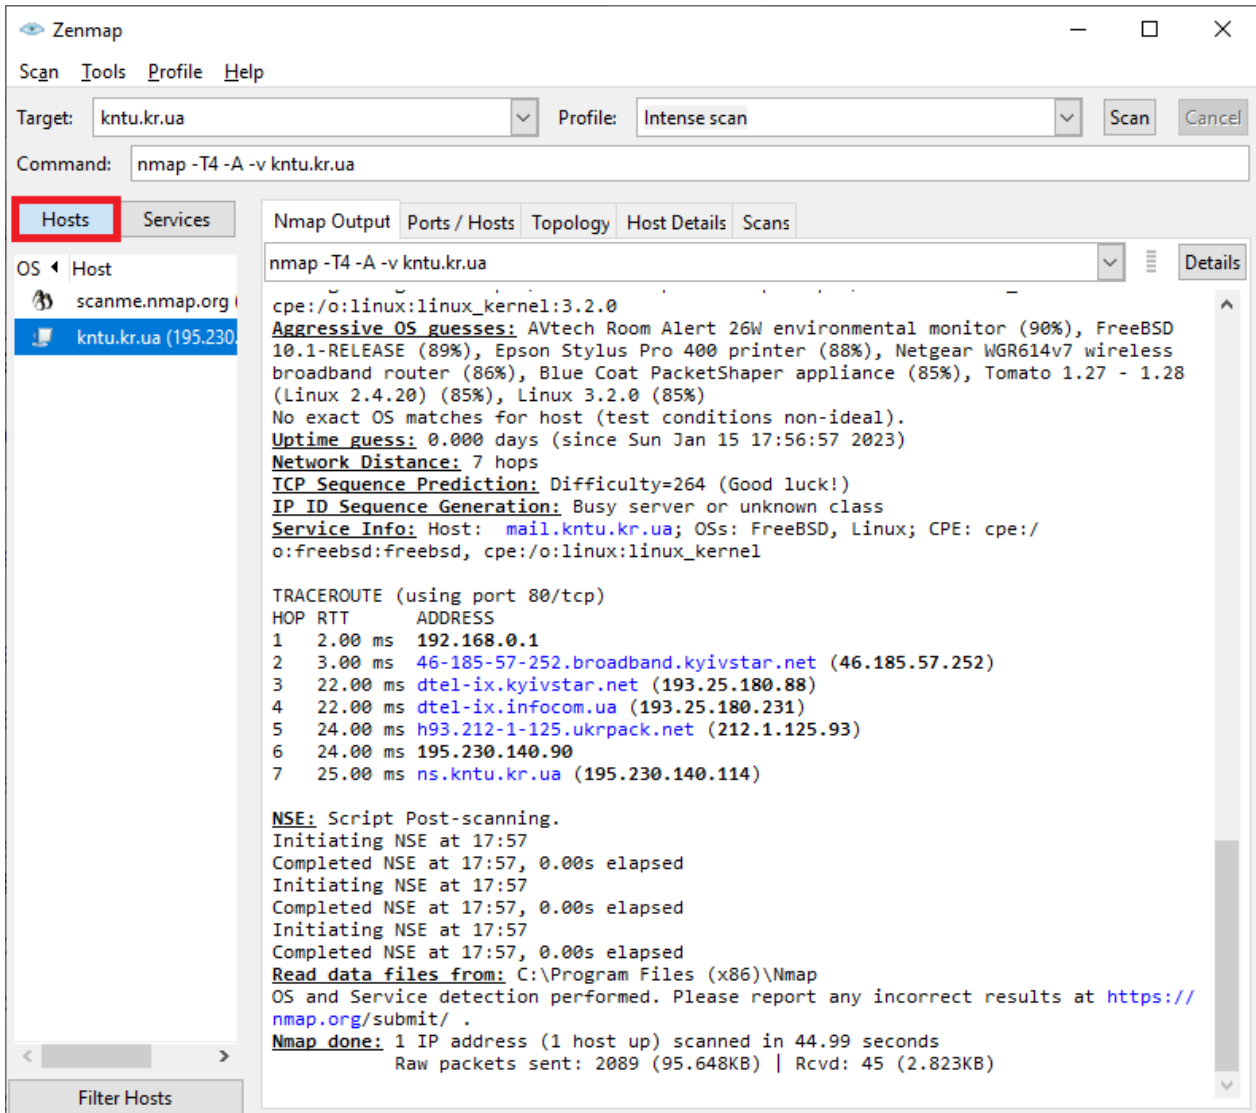 Zenmap
Scan Tools Profile Help
Target: kntu.kr.ua Profile: Intense scan Scan Cancel
Command: nmap -T4 -A -v kntu.kr.ua
Hosts Services
Nmap Output Ports / Hosts Topology Host Details Scans
OS Host
scanme.nmap.org (
kntu.kr.ua (195.230.
nmap -T4 -A -v kntu.kr.ua Details
cpe:/o:linux:linux_kernel:3.2.0
Aggressive OS guesses: AVtech Room Alert 26W environmental monitor (90%), FreeBSD
10.1-RELEASE (89%), Epson Stylus Pro 400 printer (88%), Netgear WGR614v7 wireless
broadband router (86%), Blue Coat PacketShaper appliance (85%), Tomato 1.27 - 1.28
(Linux 2.4.20) (85%), Linux 3.2.0 (85%)
No exact OS matches for host (test conditions non-ideal).
Uptime guess: 0.000 days (since Sun Jan 15 17:56:57 2023)
Network Distance: 7 hops
TCP Sequence Prediction: Difficulty=264 (Good luck!)
IP ID Sequence Generation: Busy server or unknown class
Service Info: Host:  mail.kntu.kr.ua; OSs: FreeBSD, Linux; CPE: cpe:/
o:freebsd:freebsd, cpe:/o:linux:linux_kernel
TRACEROUTE (using port 80/tcp)
HOP RTT ADDRESS
1 2.00 ms 192.168.0.1
2 3.00 ms 46-185-57-252.broadband.kyivstar.net (46.185.57.252)
3 22.00 ms dtel-ix.kyivstar.net (193.25.180.88)
4 22.00 ms dtel-ix.infocom.ua (193.25.180.231)
5 24.00 ms h93.212-1-125.ukrpack.net (212.1.125.93)
6 24.00 ms 195.230.140.90
7 25.00 ms ns.kntu.kr.ua (195.230.140.114)
NSE: Script Post-scanning.
Initiating NSE at 17:57
Completed NSE at 17:57, 0.00s elapsed
Initiating NSE at 17:57
Completed NSE at 17:57, 0.00s elapsed
Initiating NSE at 17:57
Completed NSE at 17:57, 0.00s elapsed
Read data files from: C:\Program Files (x86)\Nmap
OS and Service detection performed. Please report any incorrect results at https://
nmap.org/submit/ .
Nmap done: 1 IP address (1 host up) scanned in 44.99 seconds
Raw packets sent: 2089 (95.648KB) | Rcvd: 45 (2.823KB)
Filter Hosts